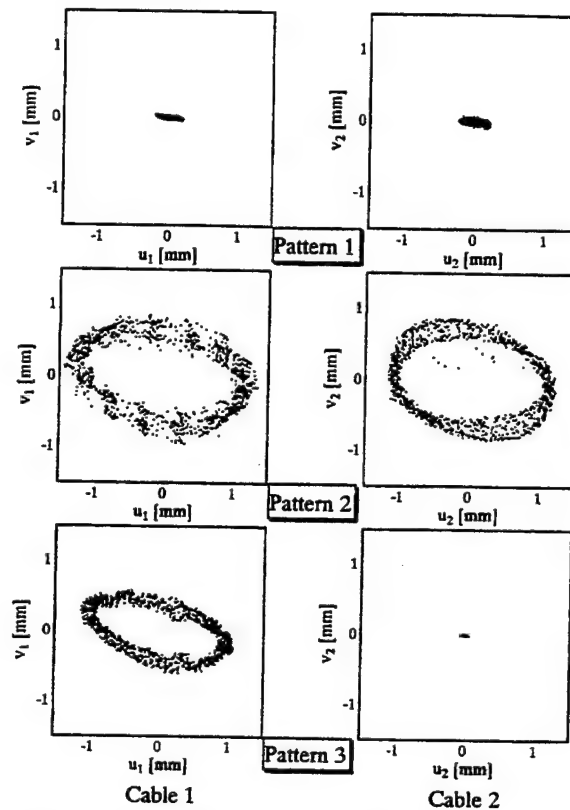 1
0
-1
v1 [mm]
-1 0 1
u1 [mm]
1
0
-1
v2 [mm]
-1 0 1
u2 [mm]
Pattern 1
1
0
-1
v1 [mm]
-1 0 1
u1 [mm]
1
0
-1
v2 [mm]
-1 0 1
u2 [mm]
Pattern 2
1
0
-1
v1 [mm]
-1 0 1
u1 [mm]
1
0
-1
v2 [mm]
-1 0 1
u2 [mm]
Pattern 3
Cable 1
Cable 2